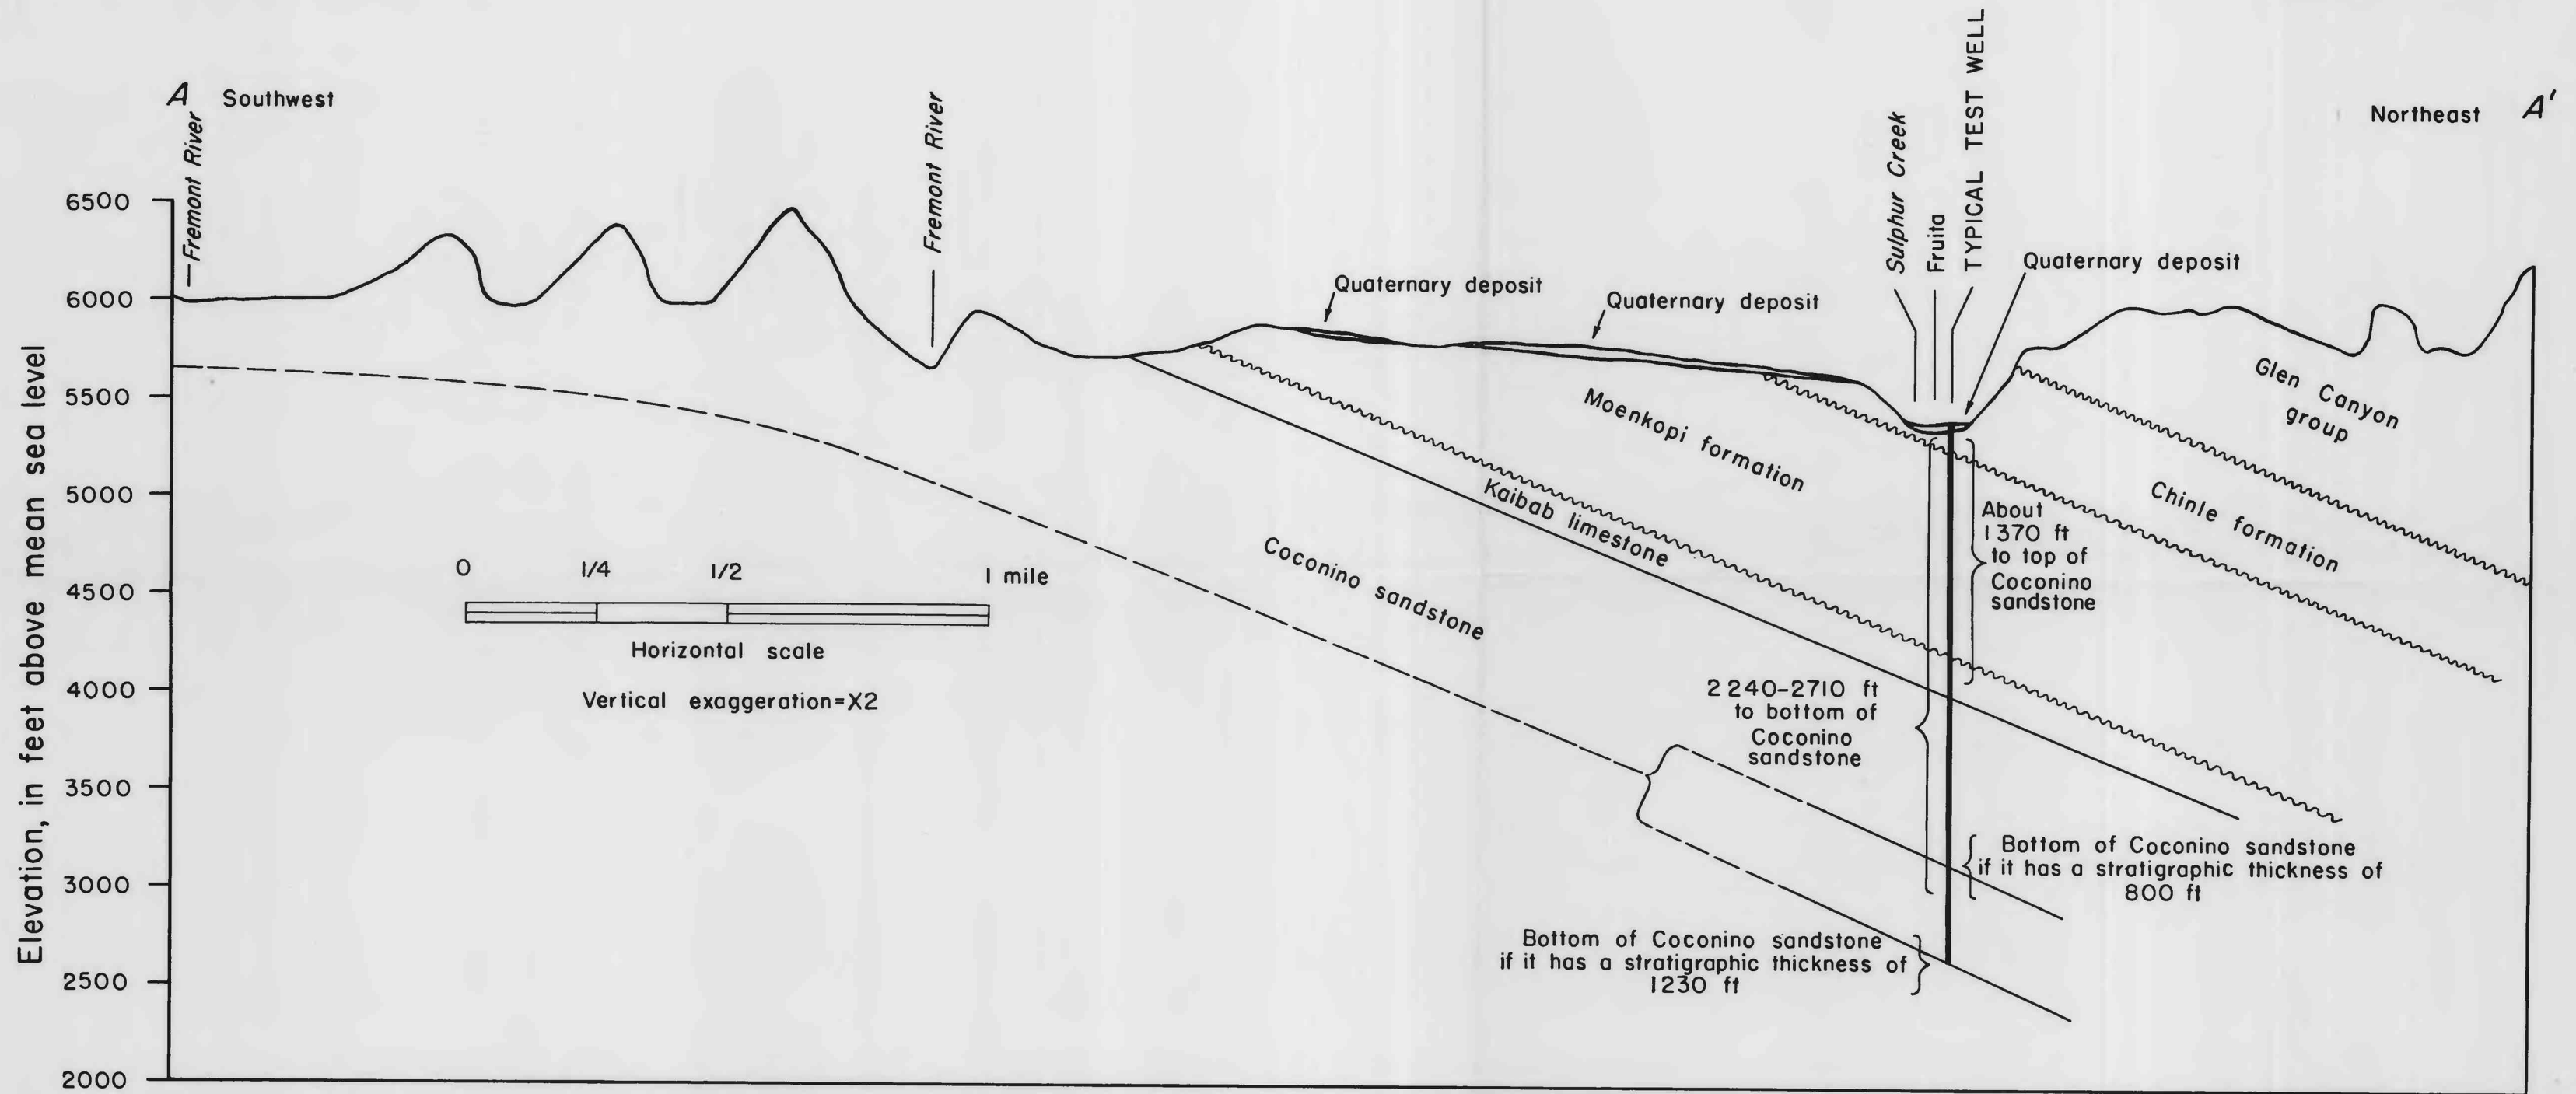 A Southwest
Northeast A'
Fremont River
Fremont River
Sulphur Creek
Fruita
TYPICAL TEST WELL
Quaternary deposit
Quaternary deposit
Quaternary deposit
Elevation, in feet above mean sea level
6500
6000
5500
5000
4500
4000
3500
3000
2500
2000
Glen Canyon
group
Chinle formation
Moenkopi formation
Kaibab limestone
Coconino sandstone
About
1370 ft
to top of
Coconino
sandstone
0 1/4 1/2 1 mile
Horizontal scale
Vertical exaggeration=X2
2240-2710 ft
to bottom of
Coconino
sandstone
Bottom of Coconino sandstone
if it has a stratigraphic thickness of
800 ft
Bottom of Coconino sandstone
if it has a stratigraphic thickness of
1230 ft